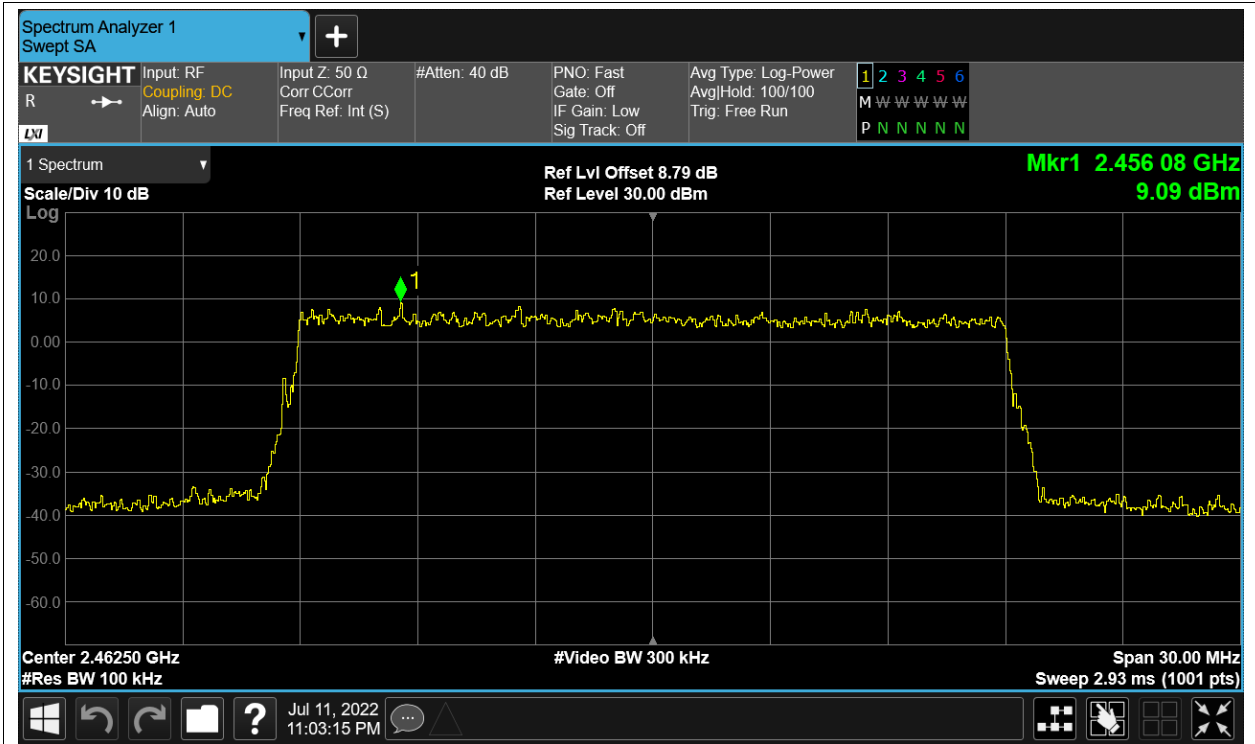 Spectrum Analyzer 1
Swept SA
KEYSIGHT
R
LXI
Input: RF
Coupling: DC
Align: Auto
Input Z: 50 Ω
Corr CCorr
Freq Ref: Int (S)
#Atten: 40 dB
PNO: Fast
Gate: Off
IF Gain: Low
Sig Track: Off
Avg Type: Log-Power
Avg|Hold: 100/100
Trig: Free Run
1 2 3 4 5 6
M W W W W W
P N N N N N
1 Spectrum
Scale/Div 10 dB
Log
Ref Lvl Offset 8.79 dB
Ref Level 30.00 dBm
Mkr1 2.456 08 GHz
9.09 dBm
20.0
10.0
0.00
-10.0
-20.0
-30.0
-40.0
-50.0
-60.0
1
Center 2.46250 GHz
#Res BW 100 kHz
#Video BW 300 kHz
Span 30.00 MHz
Sweep 2.93 ms (1001 pts)
?
Jul 11, 2022
11:03:15 PM